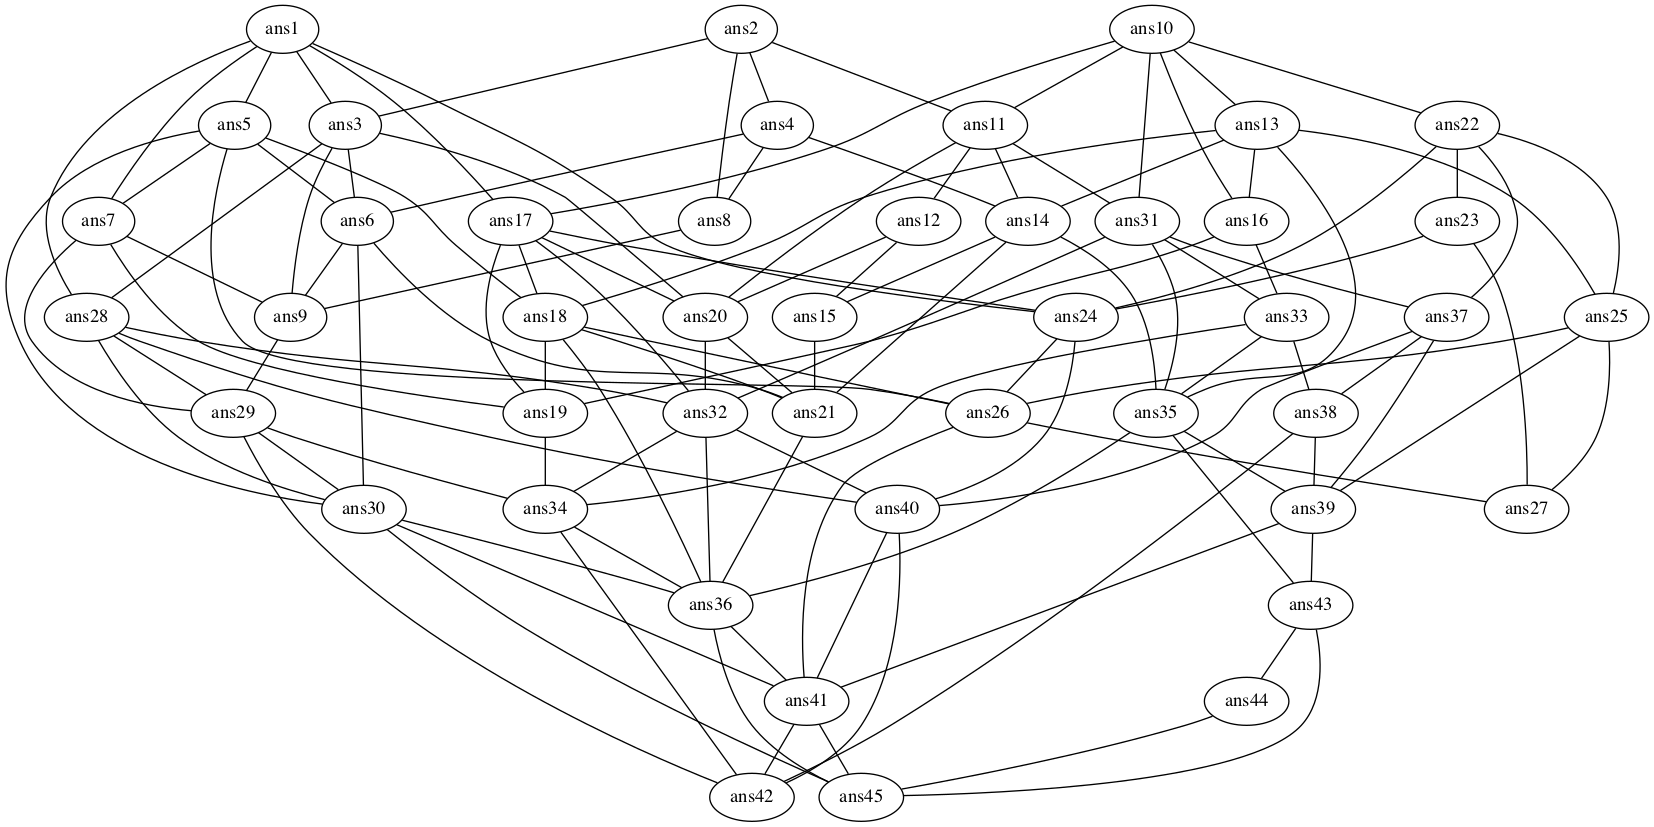 ans1 ans2 ans10
ans5 ans3 ans4 ans11 ans13 ans22
ans7 ans6 ans17 ans8 ans12 ans14 ans31 ans16 ans23
ans28 ans9 ans18 ans20 ans15 ans24 ans33 ans37 ans25
ans29 ans19 ans32 ans21 ans26 ans35 ans38
ans30 ans34 ans40 ans39 ans27
ans36 ans43
ans41 ans44
ans42 ans45